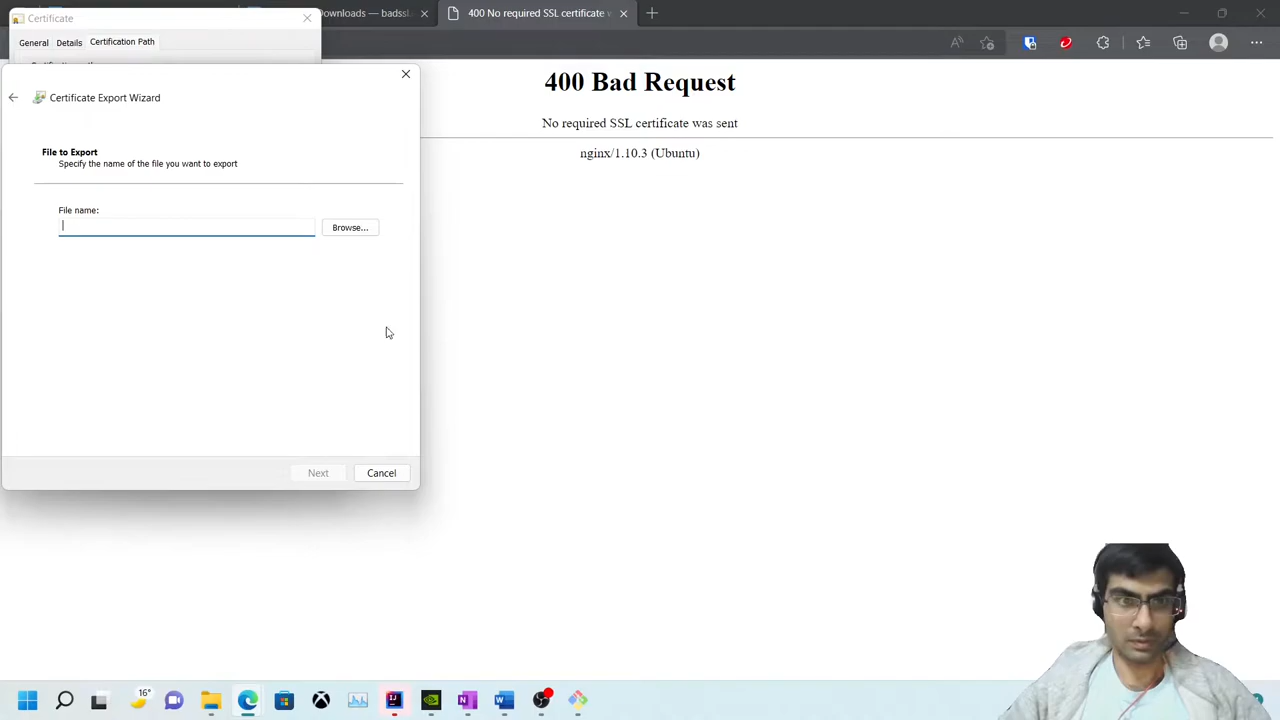 Certificate
Downloads — badssl
required SSL certificate
General
Details
Certification Path
Certificate Export Wizard
File to Export
Specify the name of the file you want to export
File name:
Browse...
Next
Cancel
400 Bad Request
No required SSL certificate was sent
nginx/1.10.3 (Ubuntu)
16°